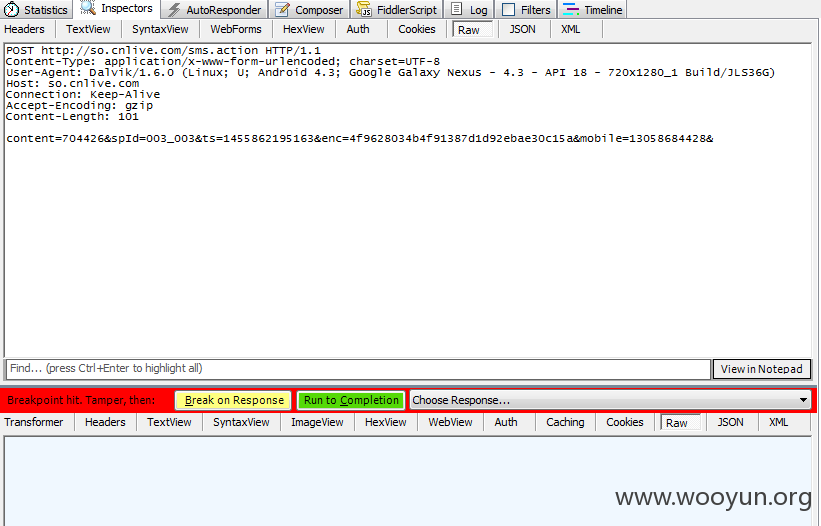 Statistics Inspectors AutoResponder Composer FiddlerScript Log Filters Timeline
Headers TextView SyntaxView WebForms HexView Auth Cookies Raw JSON XML
POST http://so.cnlive.com/sms.action HTTP/1.1
Content-Type: application/x-www-form-urlencoded; charset=UTF-8
User-Agent: Dalvik/1.6.0 (Linux; U; Android 4.3; Google Galaxy Nexus - 4.3 - API 18 - 720x1280_1 Build/JLS36G)
Host: so.cnlive.com
Connection: Keep-Alive
Accept-Encoding: gzip
Content-Length: 101
content=704426&spId=003_003&ts=1455862195163&enc=4f9628034b4f91387d1d92ebae30c15a&mobile=13058684428&
Find... (press Ctrl+Enter to highlight all) View in Notepad
Breakpoint hit. Tamper, then: Break on Response Run to Completion Choose Response...
Transformer Headers TextView SyntaxView ImageView HexView WebView Auth Caching Cookies Raw JSON XML
www.wooyun.org